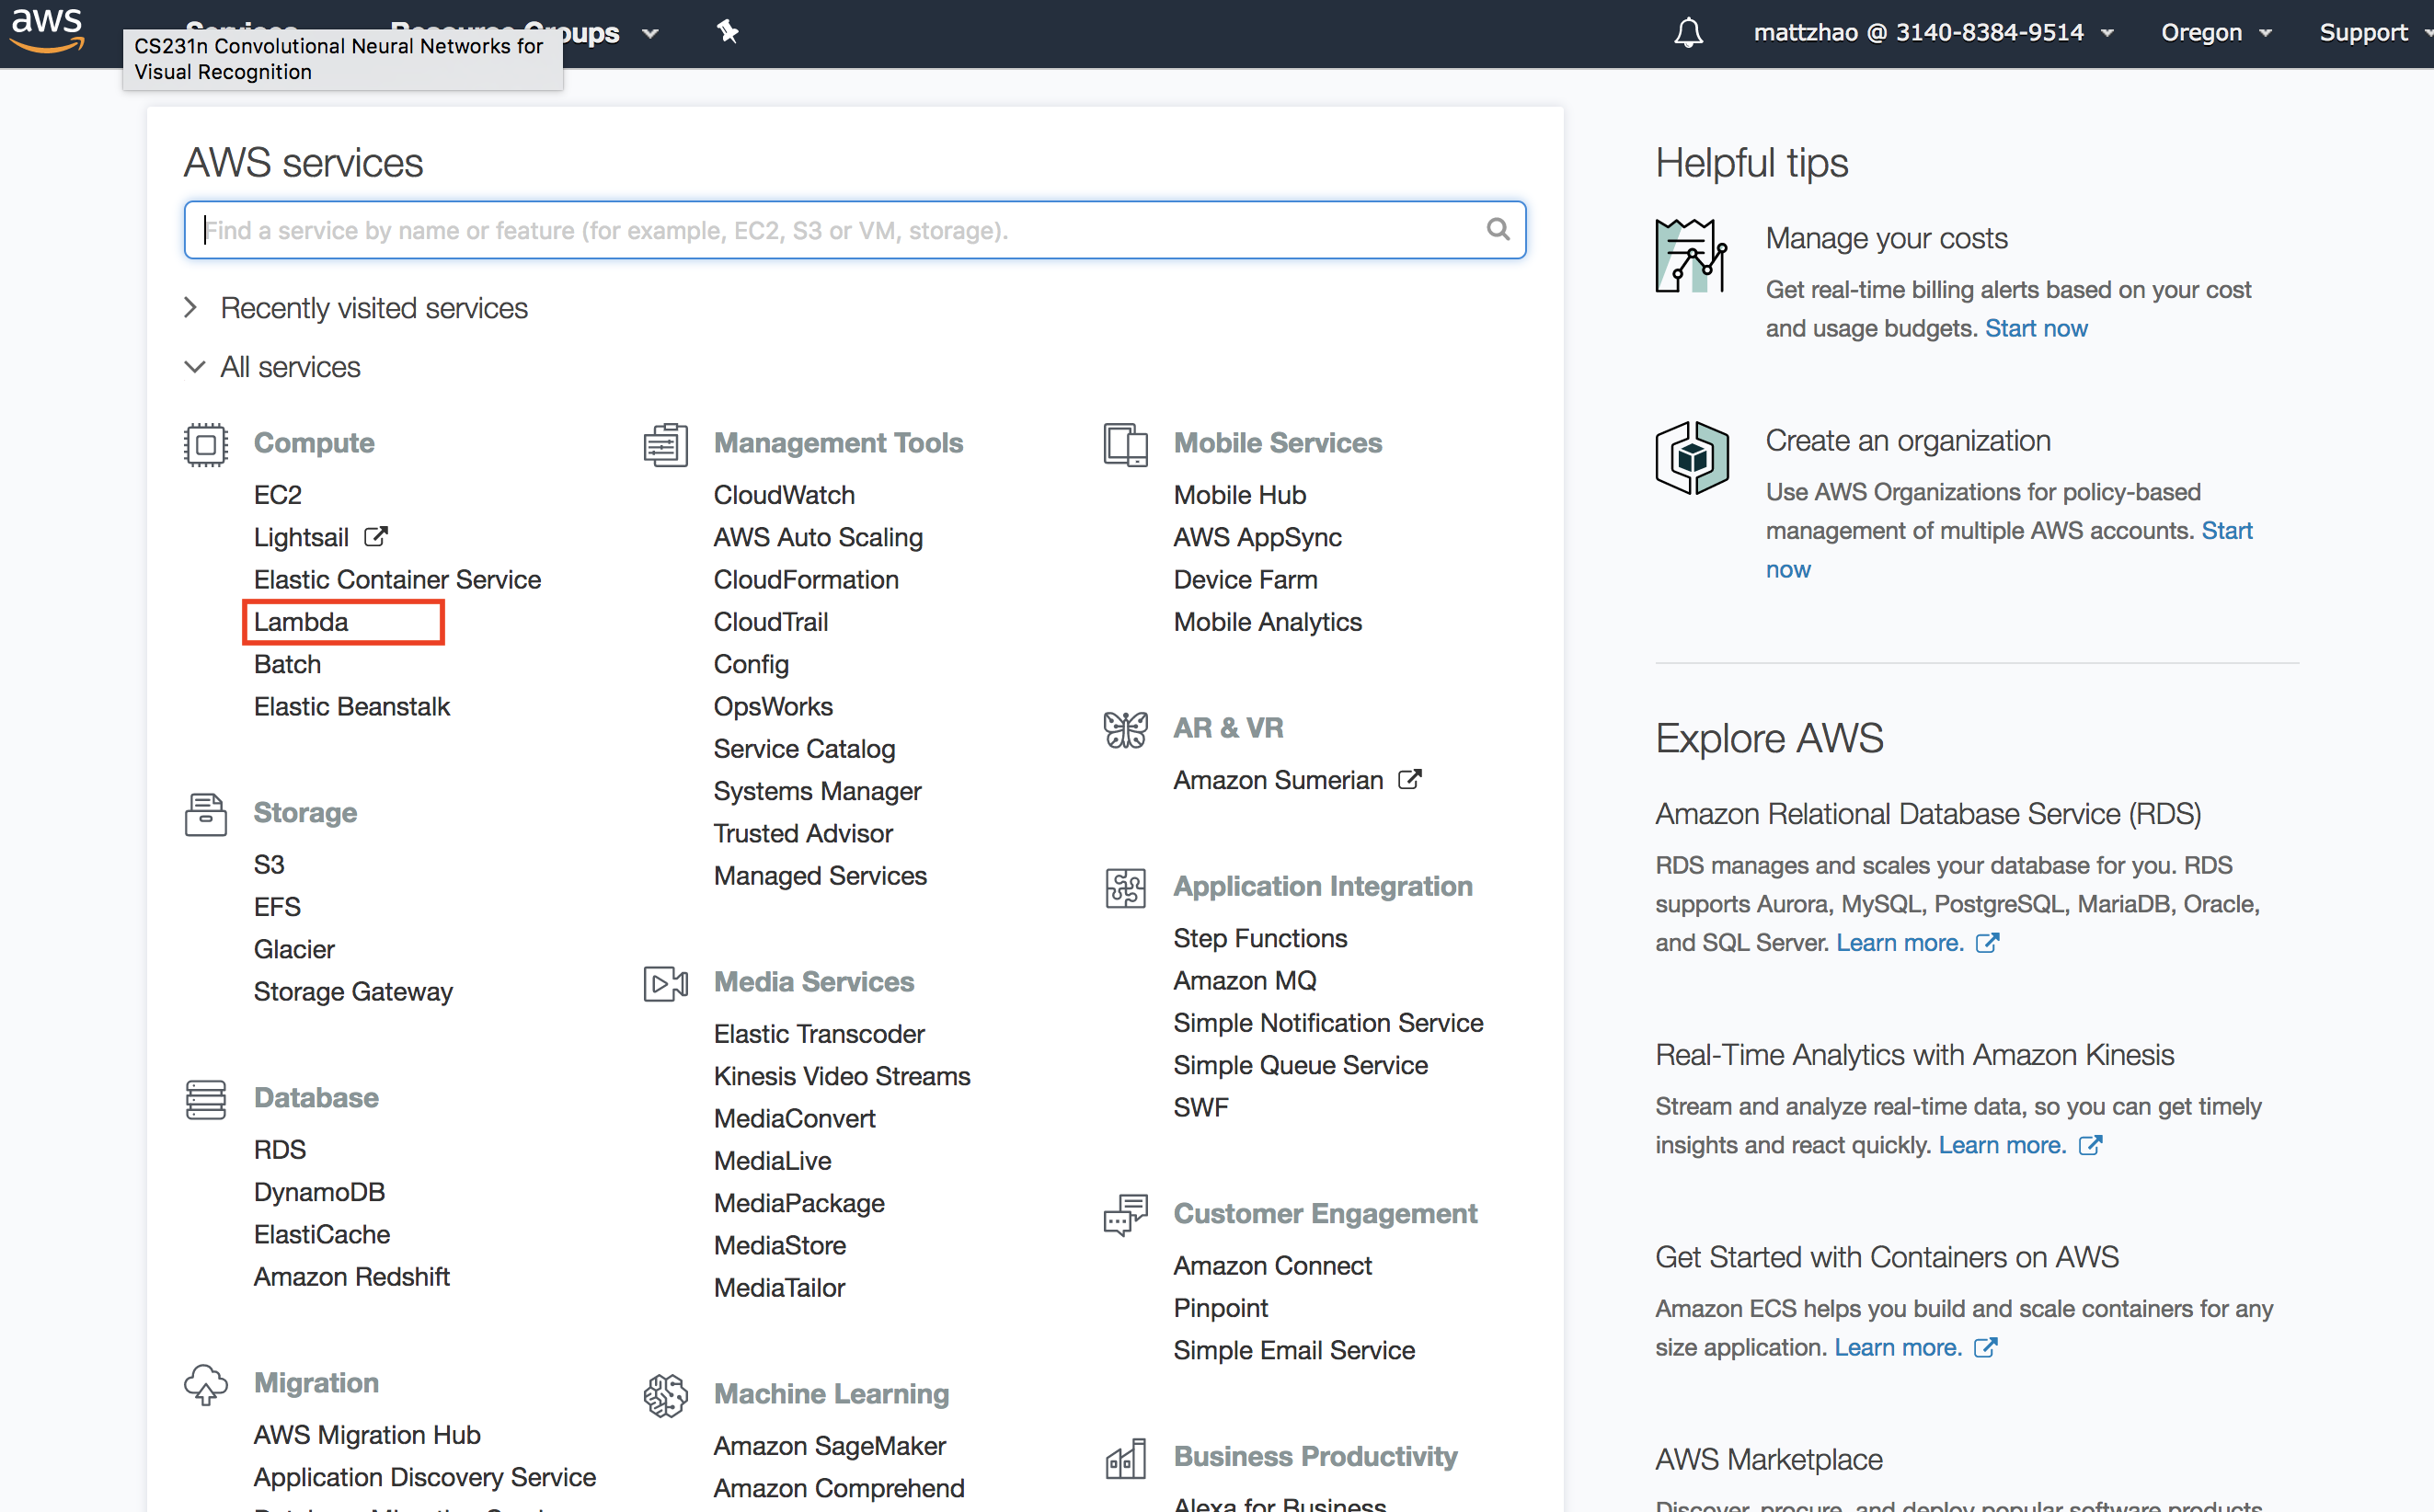 aws
Services
Resource Groups
mattzhao @ 3140-8384-9514
Oregon
Support
CS231n Convolutional Neural Networks for
Visual Recognition
AWS services
Find a service by name or feature (for example, EC2, S3 or VM, storage).
Recently visited services
All services
Compute
EC2
Lightsail
Elastic Container Service
Lambda
Batch
Elastic Beanstalk
Storage
S3
EFS
Glacier
Storage Gateway
Database
RDS
DynamoDB
ElastiCache
Amazon Redshift
Migration
AWS Migration Hub
Application Discovery Service
Management Tools
CloudWatch
AWS Auto Scaling
CloudFormation
CloudTrail
Config
OpsWorks
Service Catalog
Systems Manager
Trusted Advisor
Managed Services
Media Services
Elastic Transcoder
Kinesis Video Streams
MediaConvert
MediaLive
MediaPackage
MediaStore
MediaTailor
Machine Learning
Amazon SageMaker
Amazon Comprehend
Mobile Services
Mobile Hub
AWS AppSync
Device Farm
Mobile Analytics
AR & VR
Amazon Sumerian
Application Integration
Step Functions
Amazon MQ
Simple Notification Service
Simple Queue Service
SWF
Customer Engagement
Amazon Connect
Pinpoint
Simple Email Service
Business Productivity
Alexa for Business
Helpful tips
Manage your costs
Get real-time billing alerts based on your cost
and usage budgets. Start now
Create an organization
Use AWS Organizations for policy-based
management of multiple AWS accounts. Start
now
Explore AWS
Amazon Relational Database Service (RDS)
RDS manages and scales your database for you. RDS
supports Aurora, MySQL, PostgreSQL, MariaDB, Oracle,
and SQL Server. Learn more.
Real-Time Analytics with Amazon Kinesis
Stream and analyze real-time data, so you can get timely
insights and react quickly. Learn more.
Get Started with Containers on AWS
Amazon ECS helps you build and scale containers for any
size application. Learn more.
AWS Marketplace
Discover, procure, and deploy popular software products